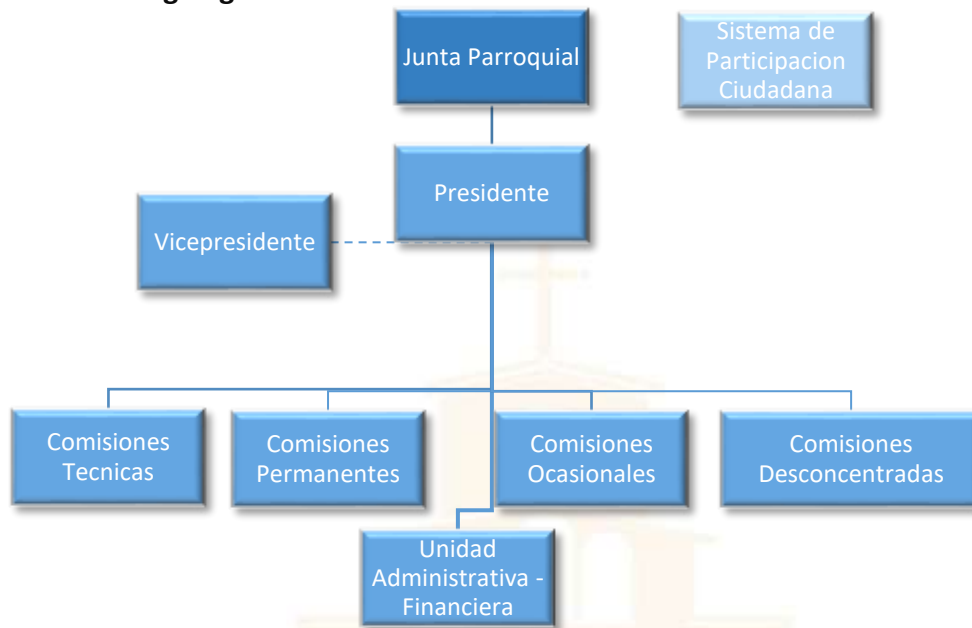 Junta Parroquial
Sistema de
Participacion
Ciudadana
Presidente
Vicepresidente
Comisiones
Tecnicas
Comisiones
Permanentes
Comisiones
Ocasionales
Comisiones
Desconcentradas
Unidad
Administrativa -
Financiera